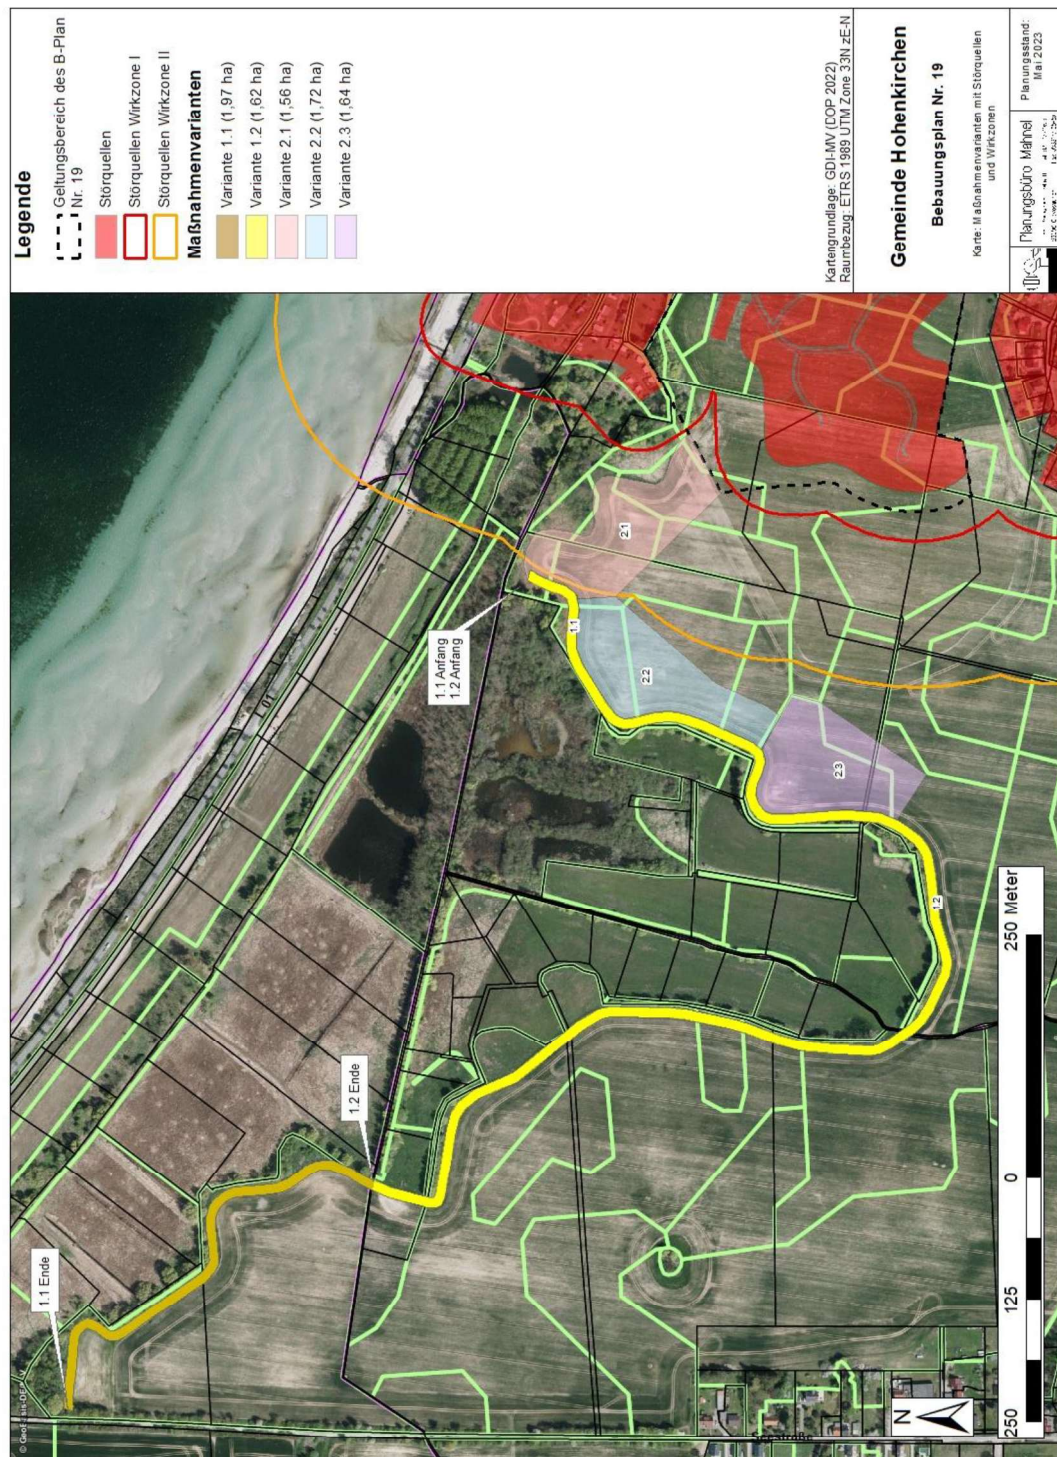 Legende
Geltungsbereich des B-Plan
Nr. 19
Störquellen
Störquellen Wirkzone I
Störquellen Wirkzone II
Maßnahmenvarianten
Variante 1.1 (1,97 ha)
Variante 1.2 (1,62 ha)
Variante 2.1 (1,56 ha)
Variante 2.2 (1,72 ha)
Variante 2.3 (1,64 ha)
Kartengrundlage: GDI-MV (DOP 2022)
Raumbezug: ETRS 1989 UTM Zone 33N zE-N
Gemeinde Hohenkirchen
Bebauungsplan Nr. 19
Karte: Maßnahmenvarianten mit Störquellen
und Wirkzonen
Planungsbüro Mahnel
Planungsstand:
Mai 2023
L 01
1.1 Anfang
1.2 Anfang
1.1
2.1
2.2
2.3
1.2
1.2 Ende
1.1 Ende
Seestraße
N
250
125
0
250 Meter